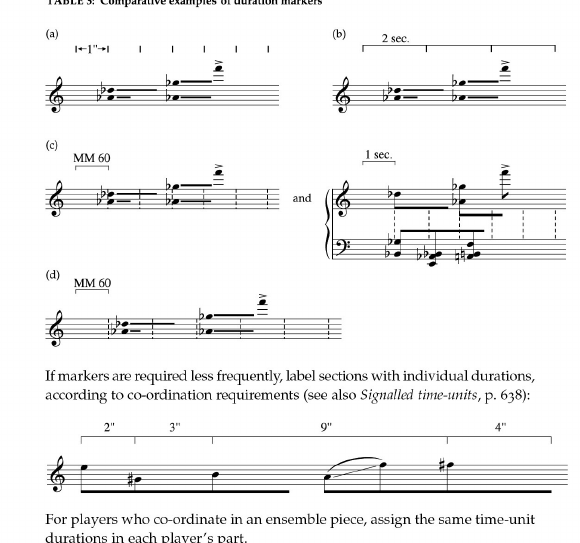 TABLE 3: Comparative examples of duration markers
(a)
(b)
1"
2 sec.
(c)
MM 60
1 sec.
and
(d)
MM 60
If markers are required less frequently, label sections with individual durations,
according to co-ordination requirements (see also Signalled time-units, p. 638):
2" 3" 9" 4"
For players who co-ordinate in an ensemble piece, assign the same time-unit
durations in each player's part.